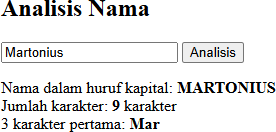 Analisis Nama
Martonius Analisis
Nama dalam huruf kapital: MARTONIUS
Jumlah karakter: 9 karakter
3 karakter pertama: Mar